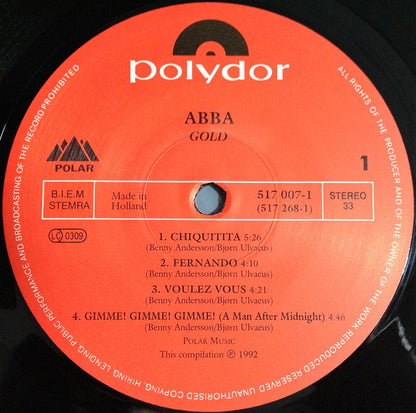 polydor
ABBA
GOLD
POLAR
1
B.I.E.M
STEMRA
Made in
Holland
517 007-1
(517 268-1)
STEREO
33
LC 0309
1. CHIQUITITA 5:26
(Benny Andersson/Bjørn Ulvaeus)
2. FERNANDO 4:10
(Benny Andersson/Bjørn Ulvaeus)
3. VOULEZ VOUS 4:21
(Benny Andersson/Bjørn Ulvaeus)
4. GIMME! GIMME! GIMME! (A Man After Midnight) 4:46
(Benny Andersson/Bjørn Ulvaeus)
POLAR MUSIC
This compilation ℗ 1992
ALL RIGHTS OF THE PRODUCER AND OF THE OWNER OF THE WORK REPRODUCED RESERVED UNAUTHORISED COPYING HIRING LENDING PUBLIC PERFORMANCE AND BROADCASTING OF THE RECORD PROHIBITED